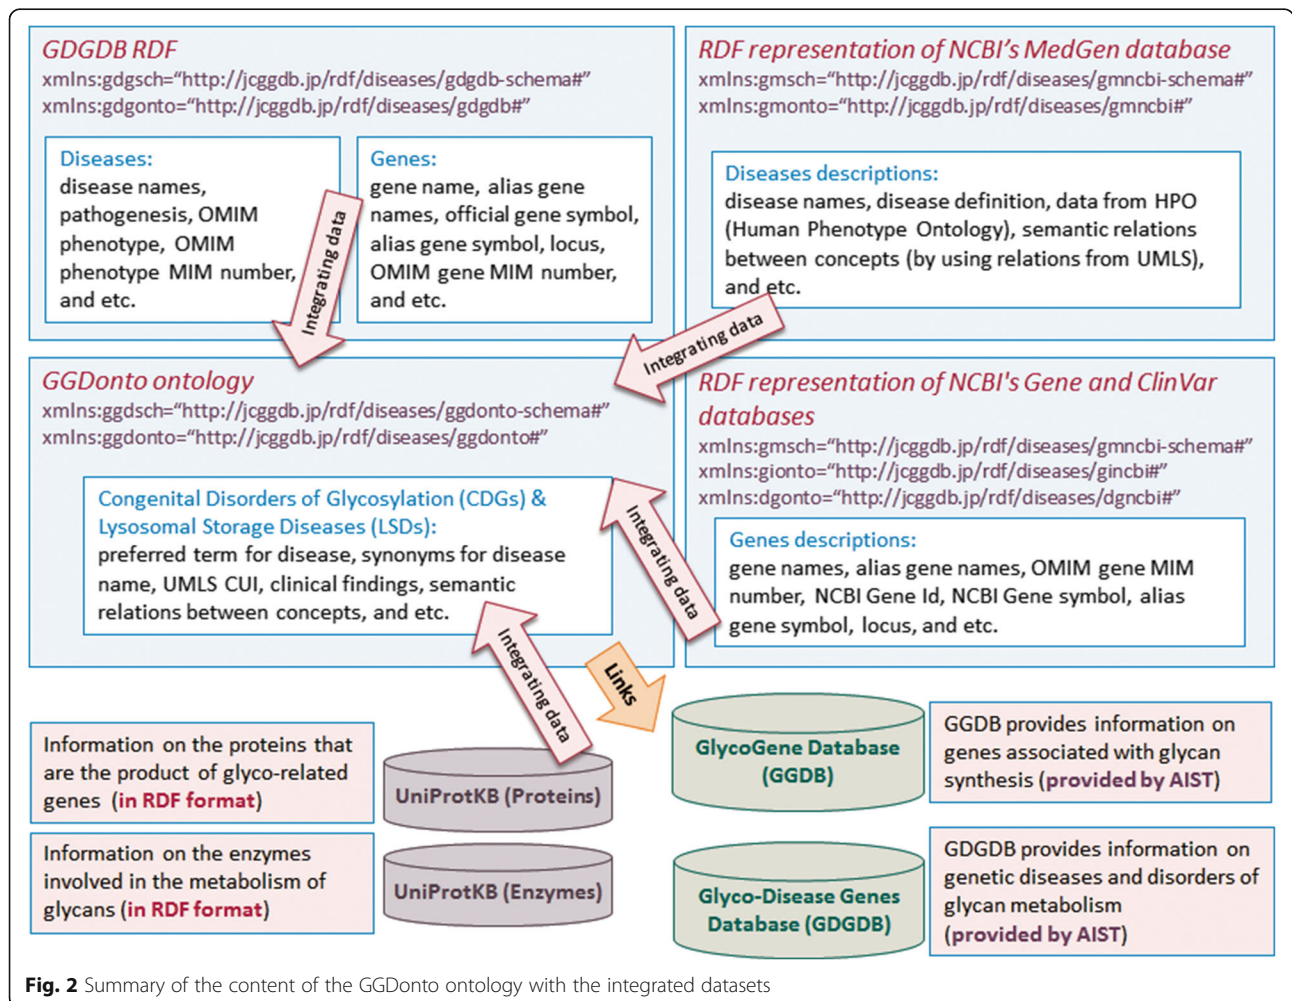 GDGDB RDF
xmlns:gdgsch=“http://jcggdb.jp/rdf/diseases/gdgdb-schema#”
xmlns:gdgonto=“http://jcggdb.jp/rdf/diseases/gdgdb#”
Diseases:
disease names,
pathogenesis, OMIM
phenotype, OMIM
phenotype MIM number,
and etc.
Genes:
gene name, alias gene
names, official gene symbol,
alias gene symbol, locus,
OMIM gene MIM number,
and etc.
Integrating data
RDF representation of NCBI’s MedGen database
xmlns:gmsch=“http://jcggdb.jp/rdf/diseases/gmncbi-schema#”
xmlns:gmonto=“http://jcggdb.jp/rdf/diseases/gmncbi#”
Diseases descriptions:
disease names, disease definition, data from HPO
(Human Phenotype Ontology), semantic relations
between concepts (by using relations from UMLS),
and etc.
Integrating data
GGDonto ontology
xmlns:ggdsch=“http://jcggdb.jp/rdf/diseases/ggdonto-schema#”
xmlns:ggdonto=“http://jcggdb.jp/rdf/diseases/ggdonto#”
Congenital Disorders of Glycosylation (CDGs) &
Lysosomal Storage Diseases (LSDs):
preferred term for disease, synonyms for disease
name, UMLS CUI, clinical findings, semantic
relations between concepts, and etc.
RDF representation of NCBI's Gene and ClinVar
databases
xmlns:gmsch=“http://jcggdb.jp/rdf/diseases/gmncbi-schema#”
xmlns:gionto=“http://jcggdb.jp/rdf/diseases/gincbi#”
xmlns:dgonto=“http://jcggdb.jp/rdf/diseases/dgncbi#”
Genes descriptions:
gene names, alias gene names, OMIM gene MIM
number, NCBI Gene Id, NCBI Gene symbol, alias
gene symbol, locus, and etc.
Integrating data
Integrating data
Links
Information on the proteins that
are the product of glyco-related
genes (in RDF format)
UniProtKB (Proteins)
Information on the enzymes
involved in the metabolism of
glycans (in RDF format)
UniProtKB (Enzymes)
GlycoGene Database
(GGDB)
GGDB provides information on
genes associated with glycan
synthesis (provided by AIST)
Glyco-Disease Genes
Database (GDGDB)
GDGDB provides information on
genetic diseases and disorders of
glycan metabolism
(provided by AIST)
Fig. 2 Summary of the content of the GGDonto ontology with the integrated datasets